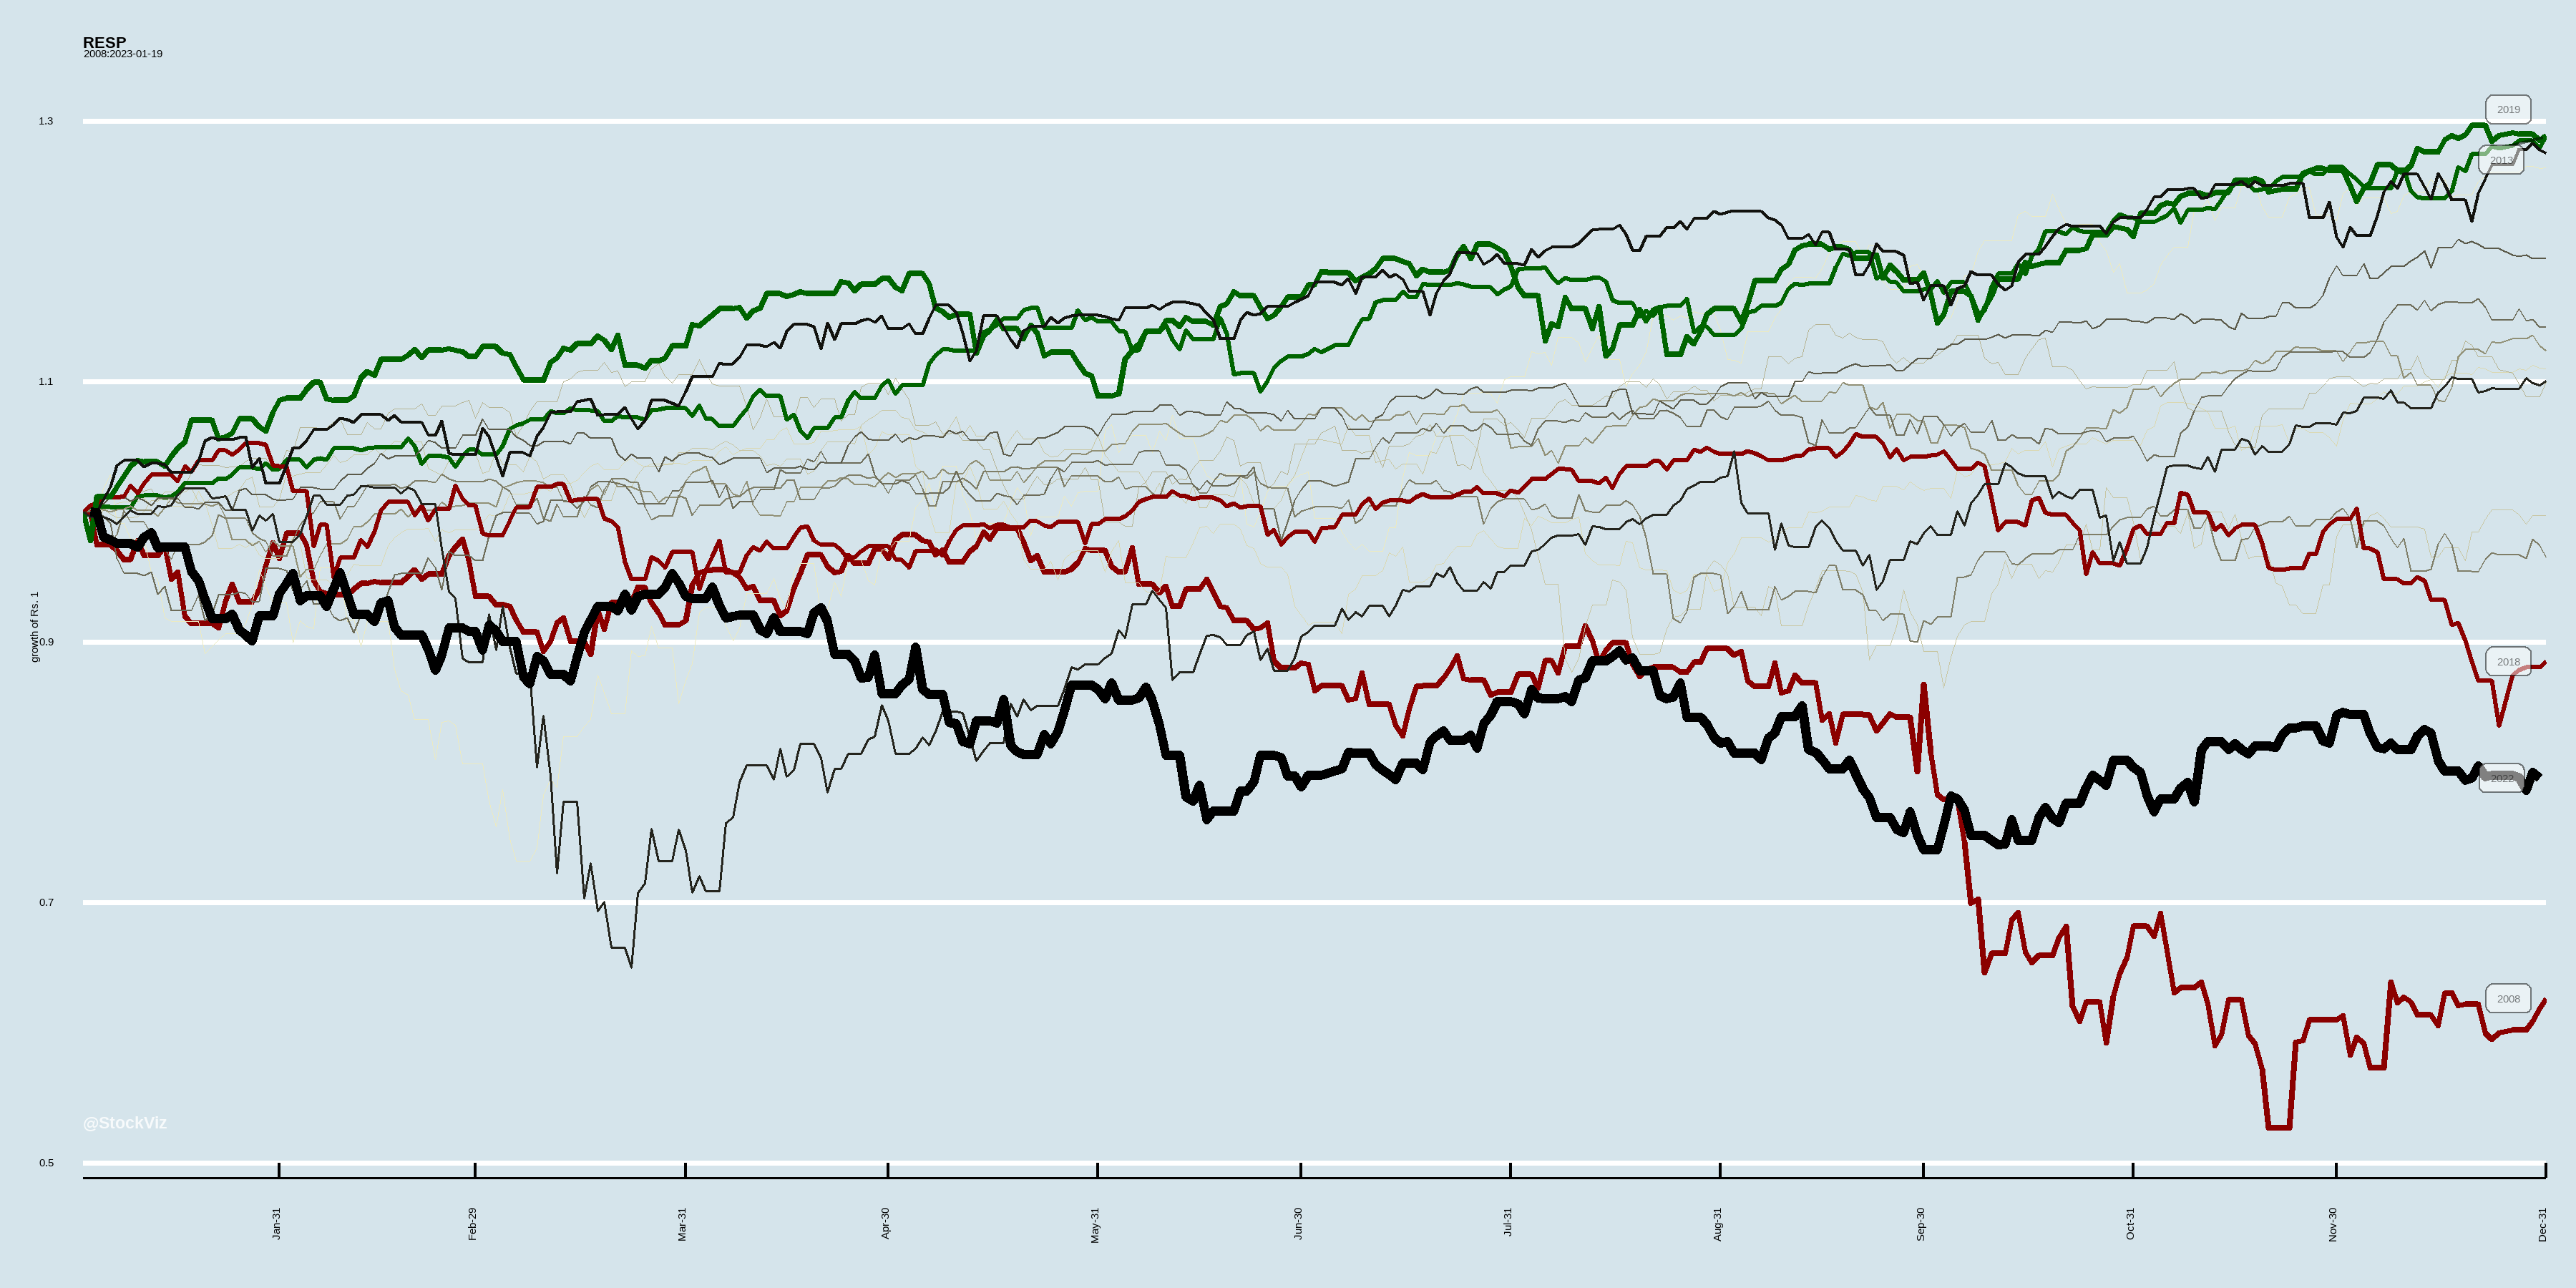 RESP
2008:2023-01-19
1.3
1.1
0.9
0.7
0.5
growth of Rs. 1
2019
2013
2018
2022
2008
@StockViz
Jan-31
Feb-29
Mar-31
Apr-30
May-31
Jun-30
Jul-31
Aug-31
Sep-30
Oct-31
Nov-30
Dec-31